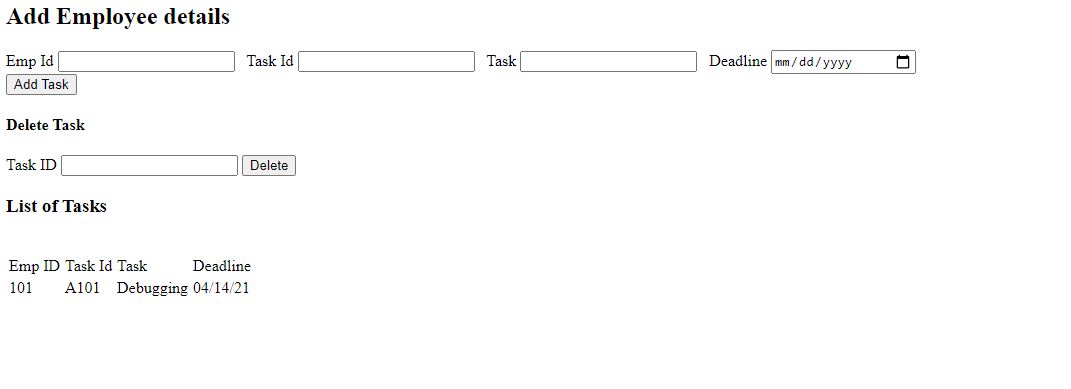 Add Employee details
Emp Id Task Id Task Deadline mm/dd/yyyy
Add Task
Delete Task
Task ID Delete
List of Tasks
Emp ID Task Id Task Deadline
101 A101 Debugging 04/14/21